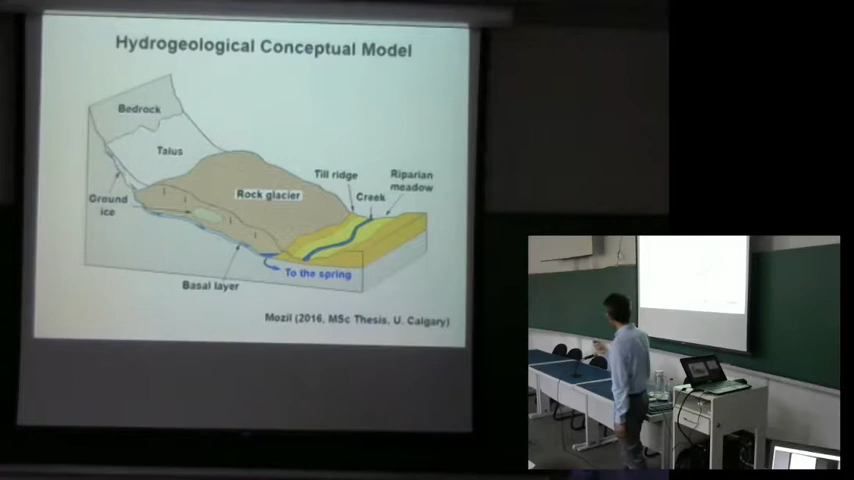 Hydrogeological Conceptual Model
Bedrock
Talus
Till ridge
Riparian
meadow
Creek
Rock glacier
Ground
ice
To the spring
Basal layer
Mozil (2016, MSc Thesis, U. Calgary)